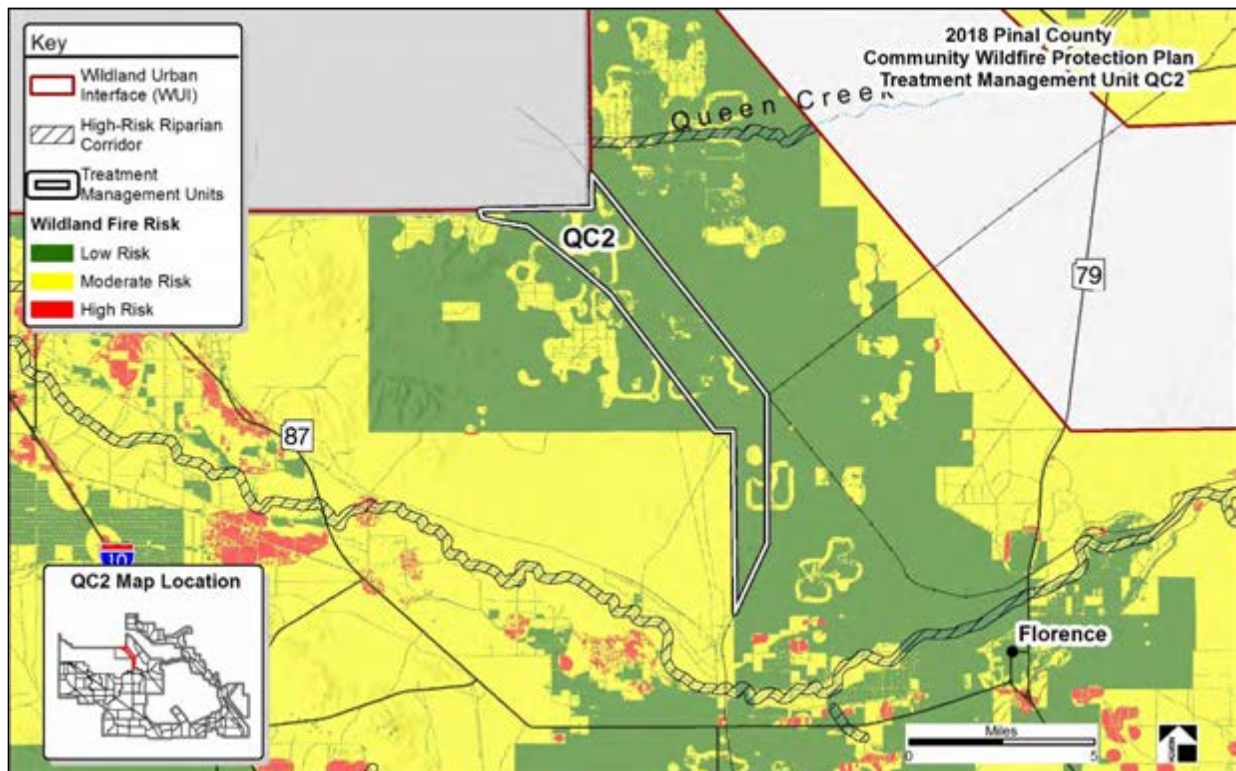 Key
Wildland Urban
Interface (WUI)
High-Risk Riparian
Corridor
Treatment
Management Units
Wildland Fire Risk
Low Risk
Moderate Risk
High Risk
2018 Pinal County
Community Wildfire Protection Plan
Treatment Management Unit QC2
Queen Creek
QC2
79
87
10
QC2 Map Location
Florence
Miles
0 5